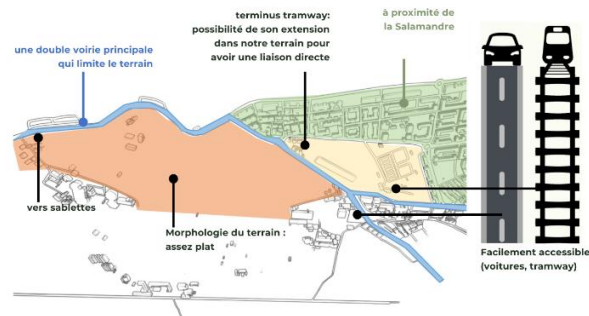 une double voirie principale
qui limite le terrain
terminus tramway:
possibilité de son extension
dans notre terrain pour
avoir une liaison directe
à proximité de
la Salamandre
vers sablettes
Morphologie du terrain :
assez plat
Facilement accessible
(voitures, tramway)